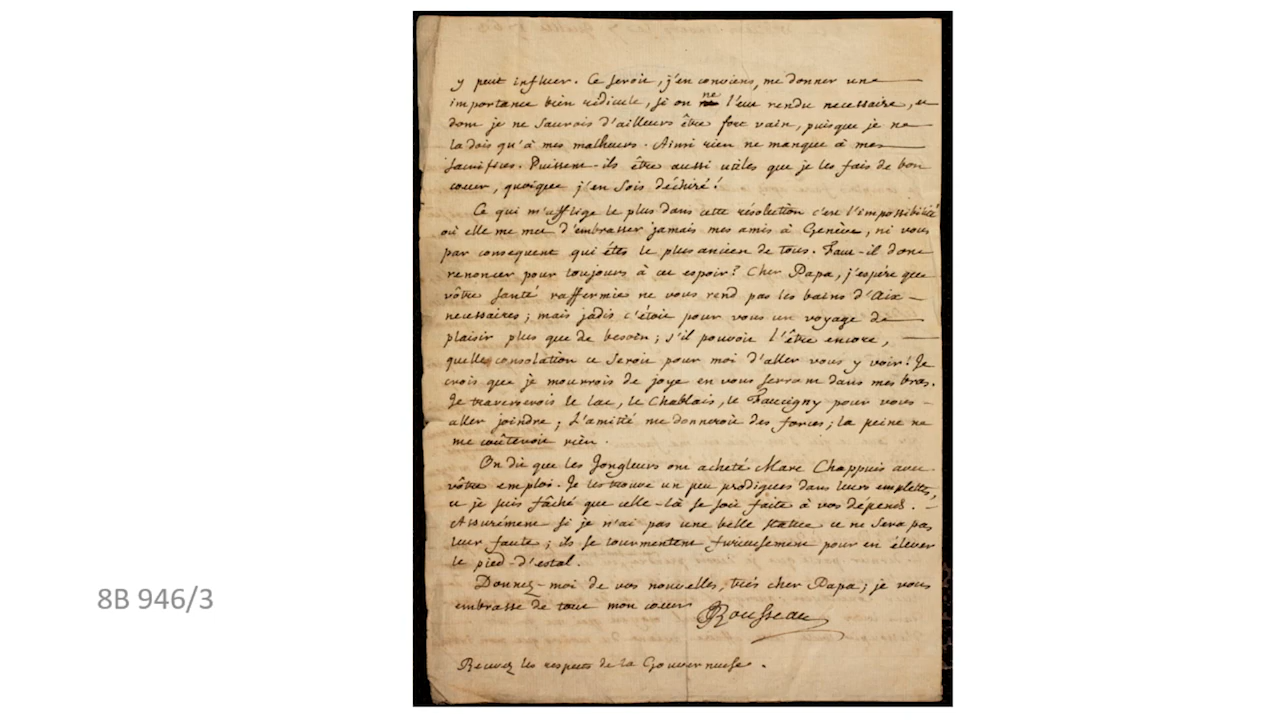 y peut influer. Ce seroit, j'en conviens, me donner une
importance bien ridicule, si on ne l'eut rendu necessaire, et
dont je ne saurois d'ailleurs être fort vain, puisque je ne
la dois qu'à mes malheurs. Ainsi rien ne manque à mes
sacrifices. Puissent-ils être aussi utiles que je les fais de bon
coeur, quoique j'en sois déchiré!
Ce qui m'afflige le plus dans cette résolution c'est l'impossibilité
où elle me met d'embrasser jamais mes amis à Genève, ni vous
par consequent qui étes le plus ancien de tous. Faut-il donc
renoncer pour toujours à cet espoir? Cher Papa, j'espére que
vôtre santé raffermie ne vous rend pas les bains d'Aix
necessaires; mais jadis c'étoit pour vous un voyage de
plaisir plus que de besoin; s'il pouvoit l'être encore,
quelle consolation ce seroit pour moi d'aller vous y voir! Je
crois que je mourrois de joye en vous serrant dans mes bras.
Je traverserois le lac, le Chablais, le Faucigny pour vous
aller joindre; L'amitié me donneroit des forces; la peine ne
me coûteroit rien.
On dit que les Jongleurs ont acheté Marc Chappuis avec
vôtre emploi. Je les trouve un peu prodigues dans leurs emplettes,
et je suis fâché que celle-là se soit faite à vos dépends.
Assurément si je n'ai pas une belle statue ce ne sera pas
leur faute; ils se tourmentent furieusement pour en élever
le pied-d'estal.
Donnez-moi de vos nouvelles, très cher Papa; je vous
embrasse de tout mon coeur
JJRousseau
Recevez les respects de la Gouvernante.
8B 946/3